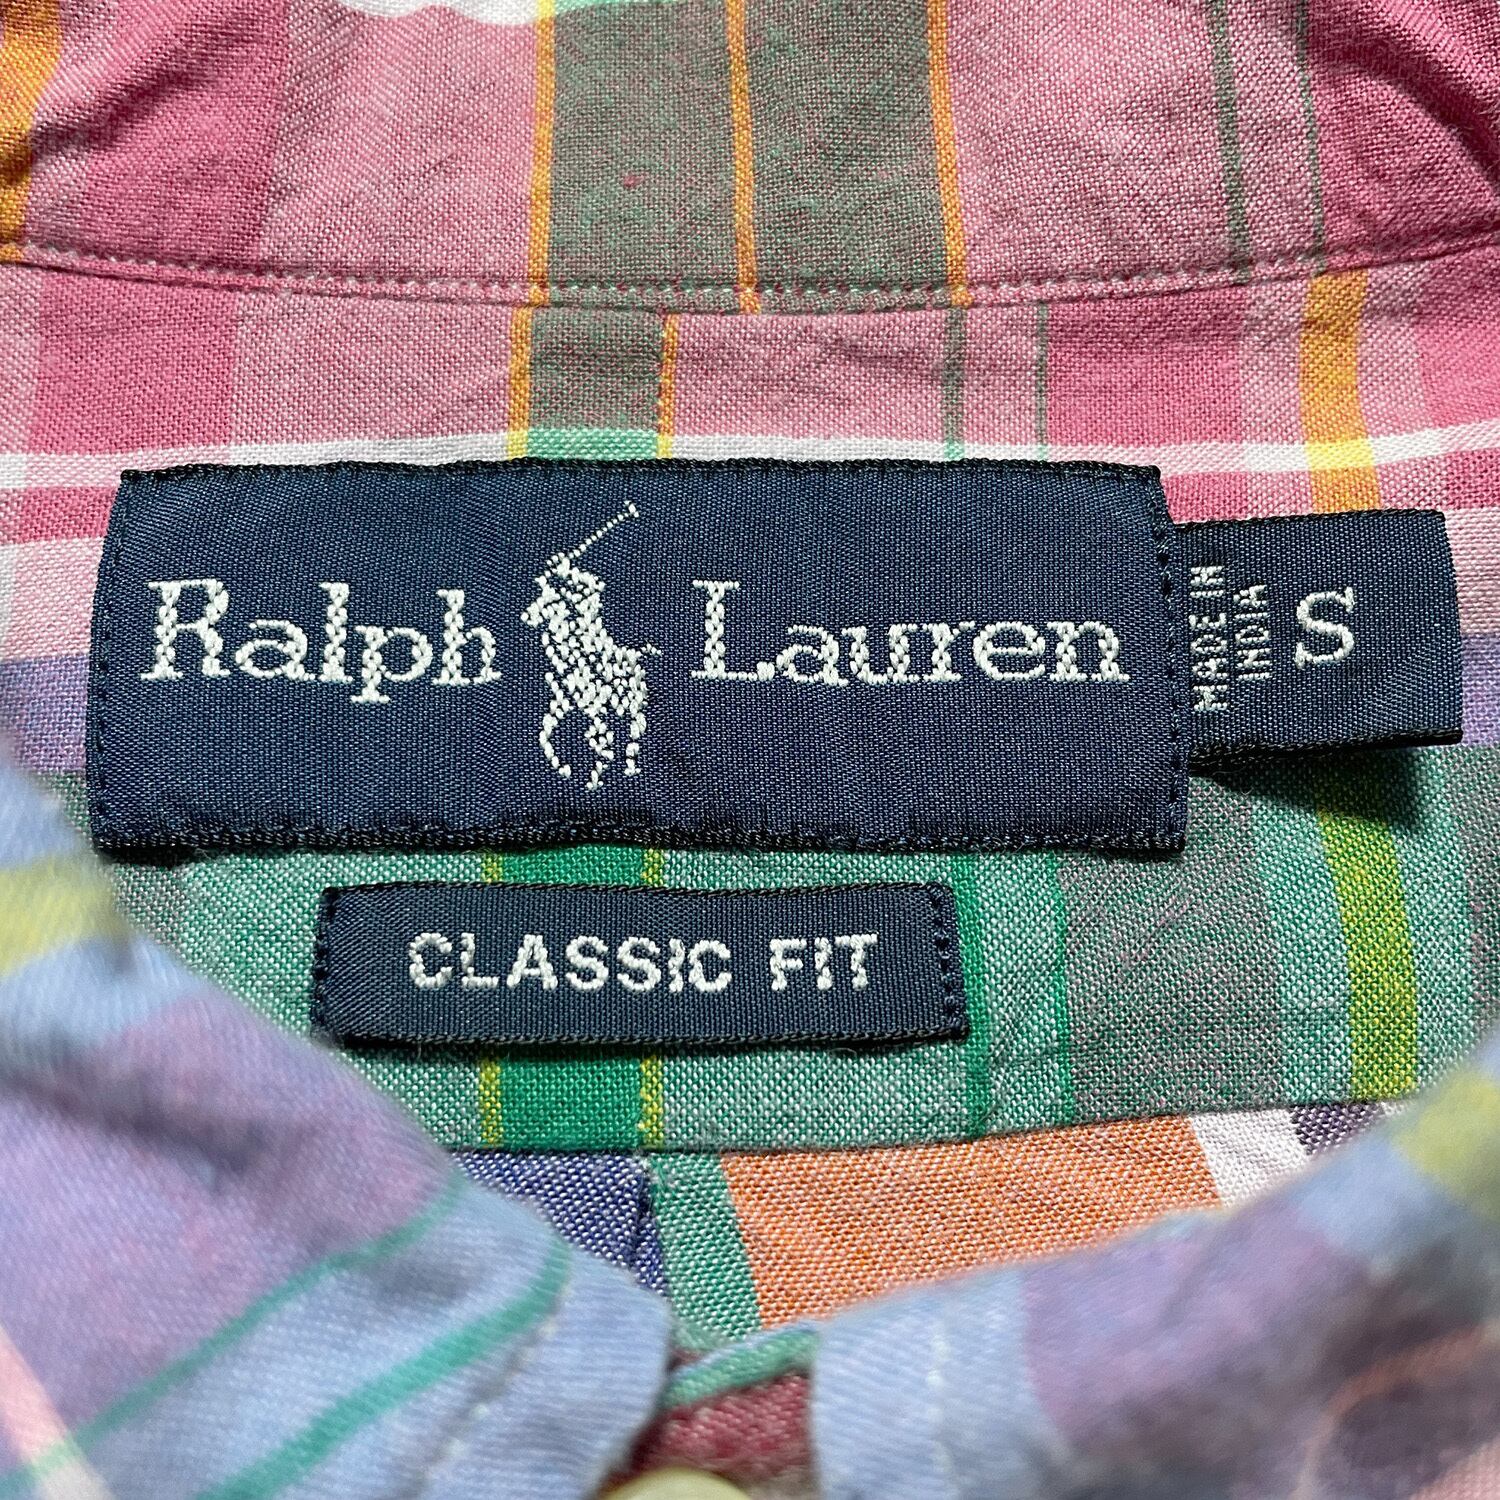 Ralph Lauren
MADE IN
INDIA
S
CLASSIC FIT